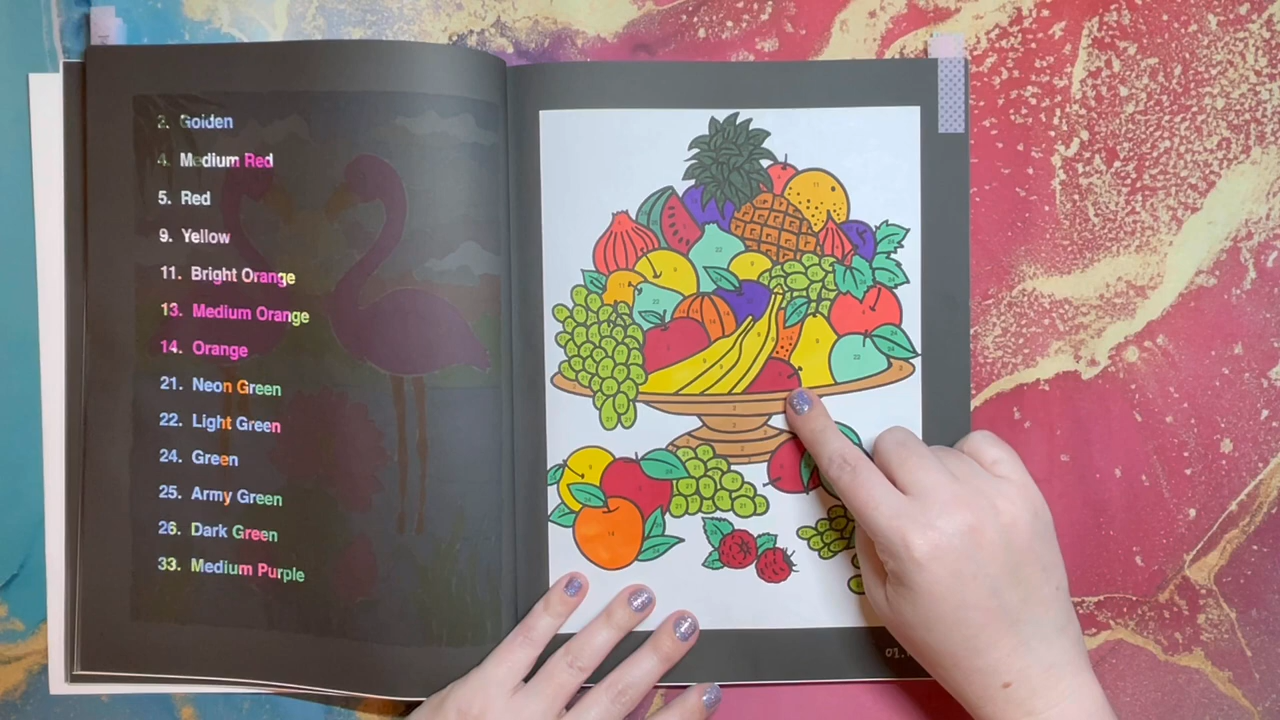 2. Golden
4. Medium Red
5. Red
9. Yellow
11. Bright Orange
13. Medium Orange
14. Orange
21. Neon Green
22. Light Green
24. Green
25. Army Green
26. Dark Green
33. Medium Purple